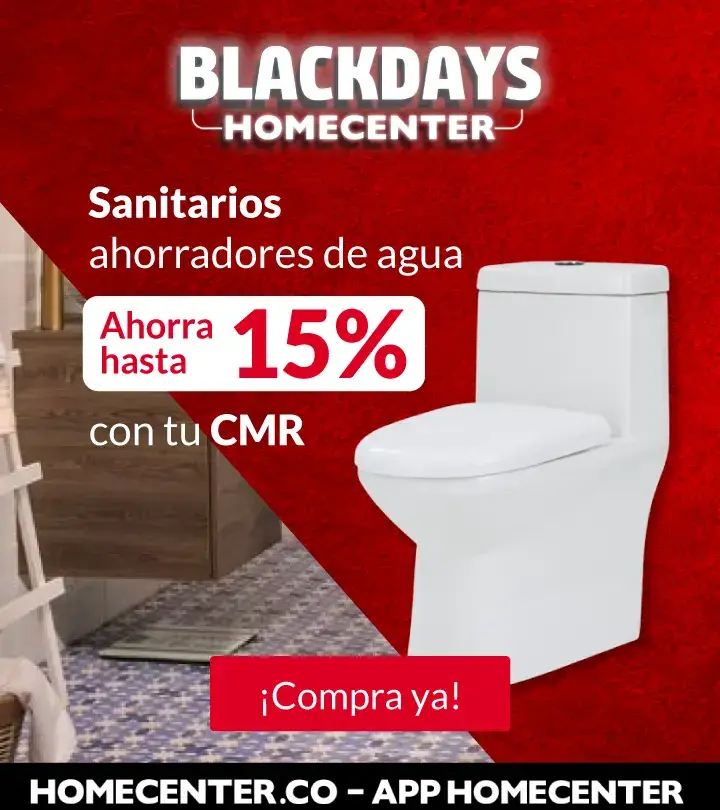 BLACKDAYS
HOMECENTER
Sanitarios
ahorradores de agua
Ahorra
hasta
15%
con tu CMR
¡Compra ya!
HOMECENTER.CO – APP HOMECENTER